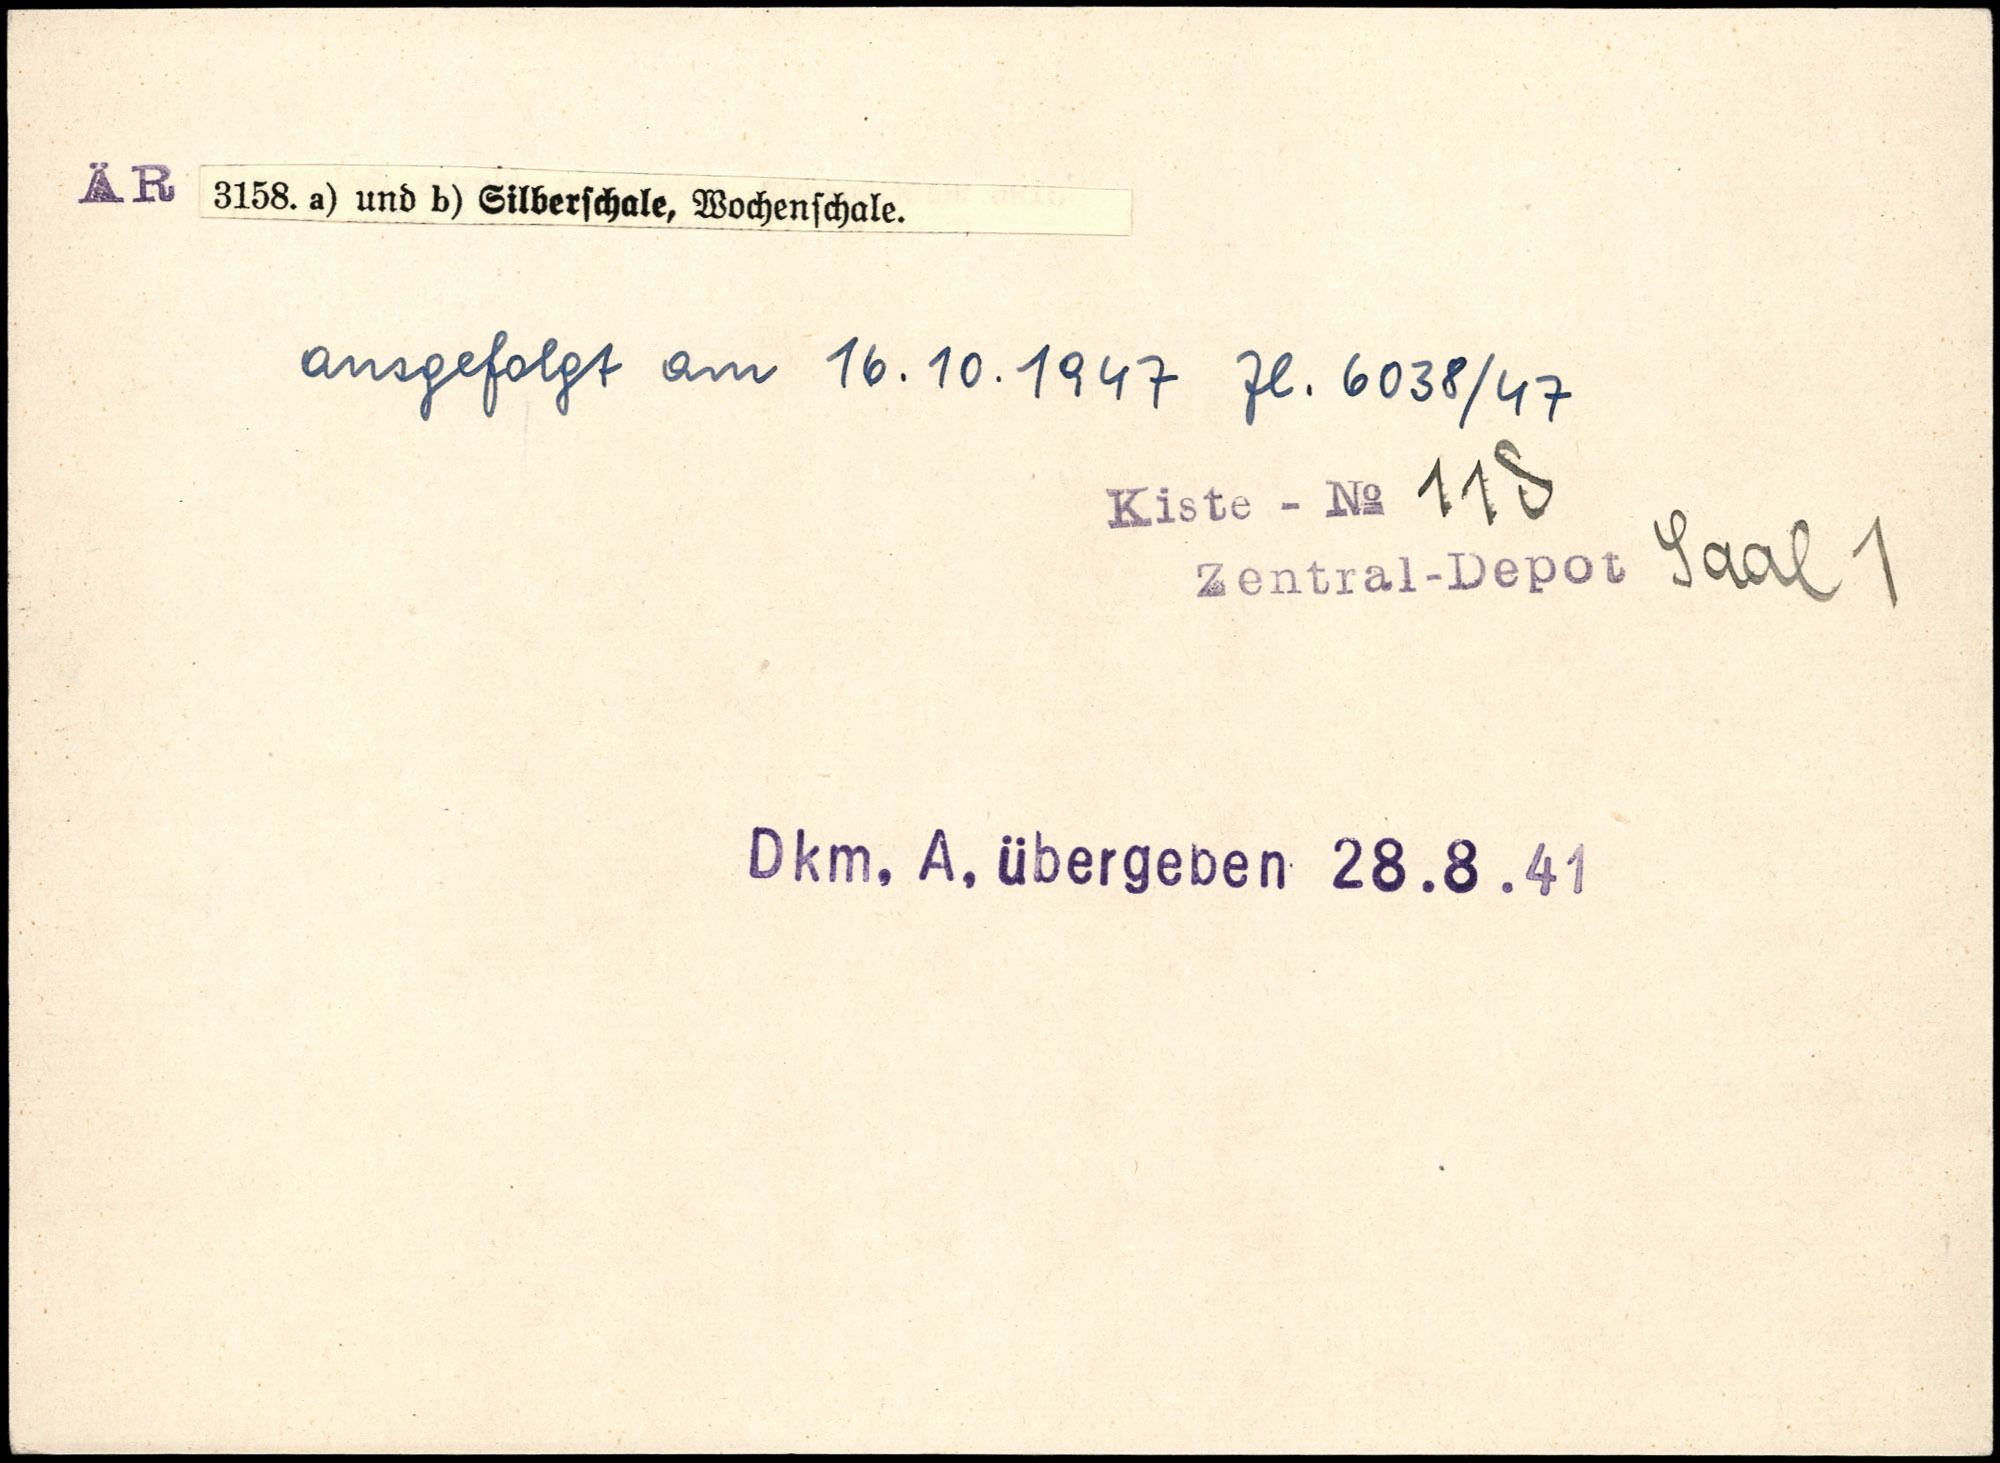 ÄR 3158. a) und b) Silberſchale, Wochenſchale.
ausgefolgt am 16.10.1947 Zl. 6038/47
Kiste - № 118
Zentral-Depot Saal 1
Dkm. A. übergeben 28.8.41